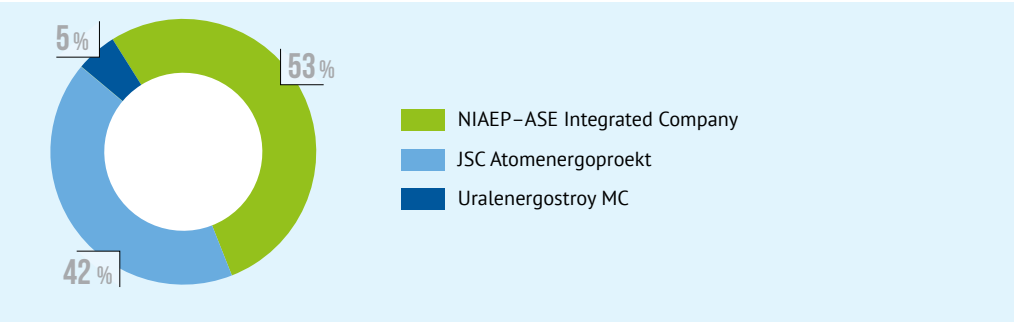 5 %
53 %
42 %
NIAEP–ASE Integrated Company
JSC Atomenergoproekt
Uralenergostroy MC